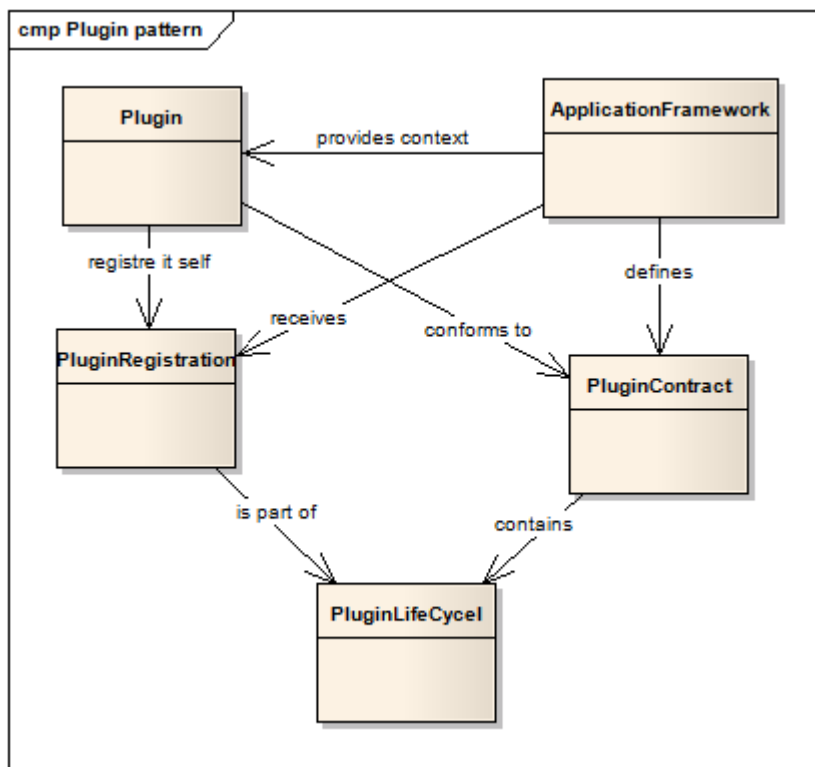 cmp Plugin pattern
Plugin
ApplicationFramework
provides context
registre it self
defines
receives
conforms to
PluginRegistration
PluginContract
is part of
contains
PluginLifeCycel